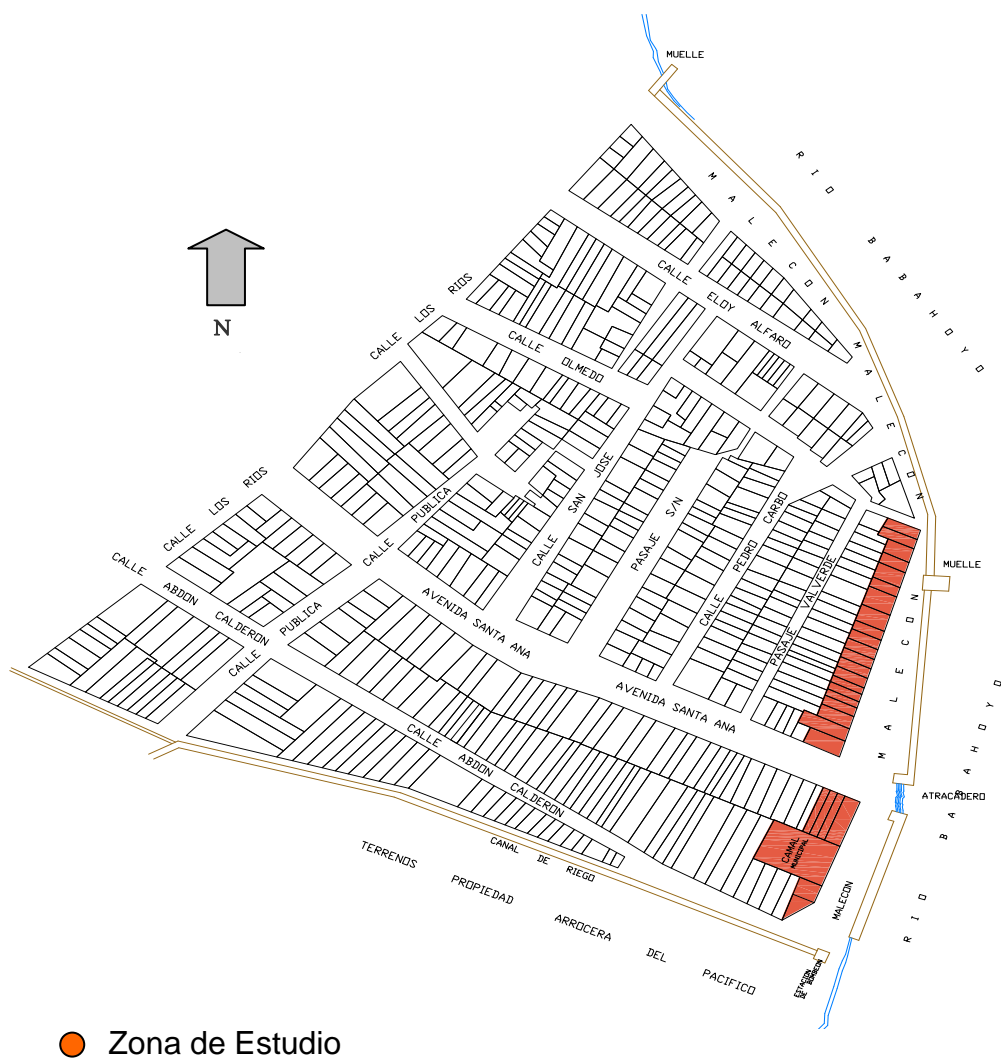 MUELLE
RIO BABAHOYO
MALECON
MALECON
CALLE ELOY ALFARO
CALLE LOS RIOS
N
CALLE OLMEDO
CALLE SAN JOSE
CALLE LOS RIOS
CALLE PUBLICA
PASAJE S/N
CALLE PEDRO CARBO
PASAJE VALVERDE
MUELLE
CALLE ABDON CALDERON
CALLE PUBLICA
AVENIDA SANTA ANA
AVENIDA SANTA ANA
MALECON
RIO BABAHOYO
ATRACADERO
CALLE ABDON CALDERON
CAMAL
MUNICIPAL
MALECON
CANAL DE RIEGO
TERRENOS PROPIEDAD ARROCERA DEL PACIFICO
ESTACION
DE BOMBEON
Zona de Estudio